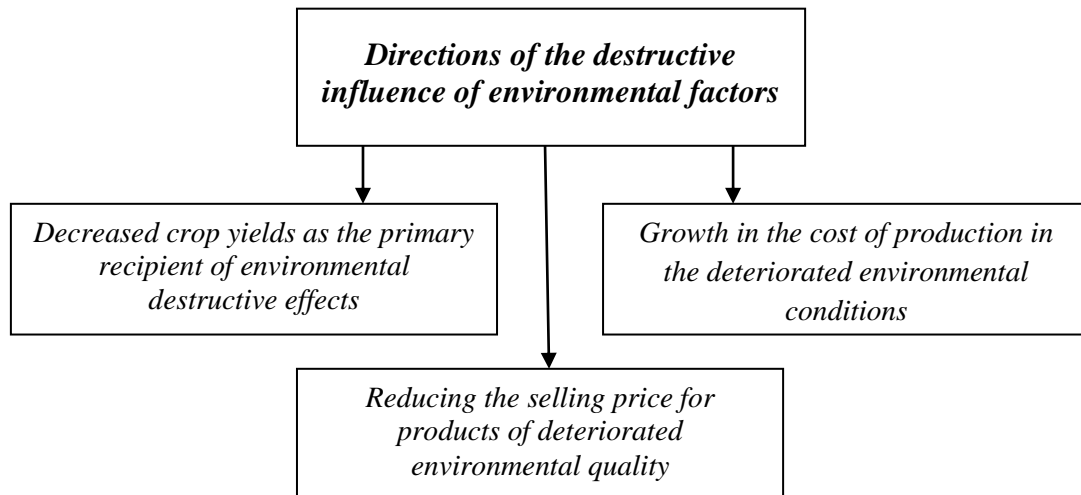 Directions of the destructive
influence of environmental factors
Decreased crop yields as the primary
recipient of environmental
destructive effects
Growth in the cost of production in
the deteriorated environmental
conditions
Reducing the selling price for
products of deteriorated
environmental quality